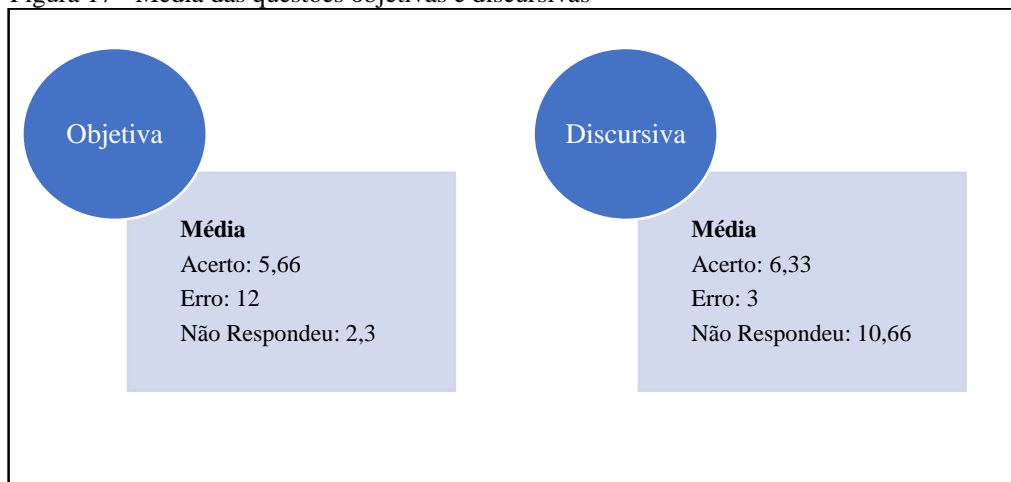 Figura 17 - Média das questões objetivas e discursivas
Objetiva
Média
Acerto: 5,66
Erro: 12
Não Respondeu: 2,3
Discursiva
Média
Acerto: 6,33
Erro: 3
Não Respondeu: 10,66